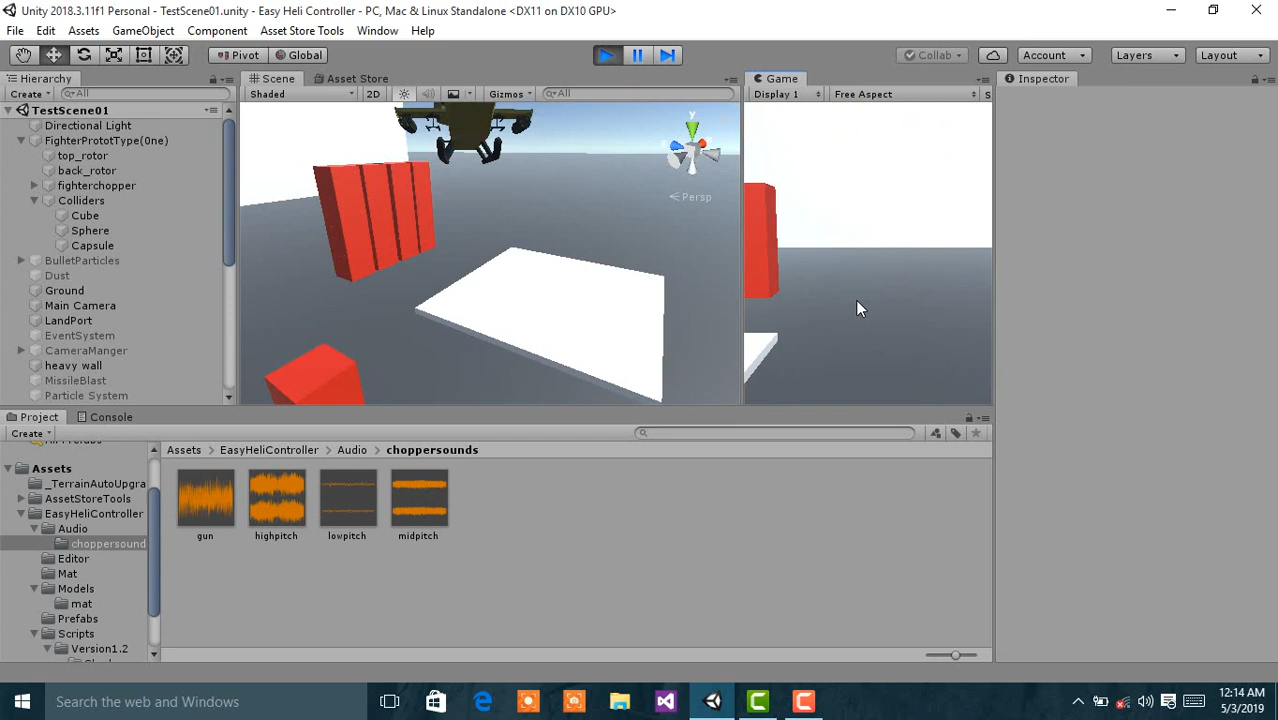 Unity 2018.3.11f1 Personal - TestScene01.unity - Easy Heli Controller - PC, Mac & Linux Standalone <DX11 on DX10 GPU>
File Edit Assets GameObject Component Asset Store Tools Window Help
Pivot Global Collab Account Layers Layout
Hierarchy Scene Asset Store Game Inspector
Create All Shaded 2D Gizmos All Display 1 Free Aspect S
TestScene01
Directional Light
FighterPrototType(0ne)
top_rotor
back_rotor
fighterchopper
Colliders
Cube
Sphere
Capsule
BulletParticles
Dust
Ground
Main Camera
LandPort
EventSystem
CameraManger
heavy wall
MissileBlast
Particle System
y
Persp
Project Console
Create
Assets
_TerrainAutoUpgra
AssetStoreTools
EasyHeliController
Audio
choppersound
Editor
Mat
Models
mat
Prefabs
Scripts
Version1.2
Assets EasyHeliController Audio choppersounds
gun highpitch lowpitch midpitch
Search the web and Windows
12:14 AM
5/3/2019